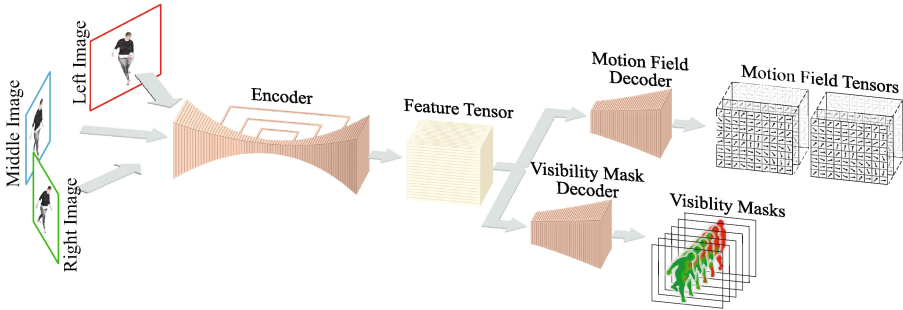 Left Image
Middle Image
Right Image
Encoder
Feature Tensor
Motion Field
Decoder
Motion Field Tensors
Visibility Mask
Decoder
Visiblity Masks